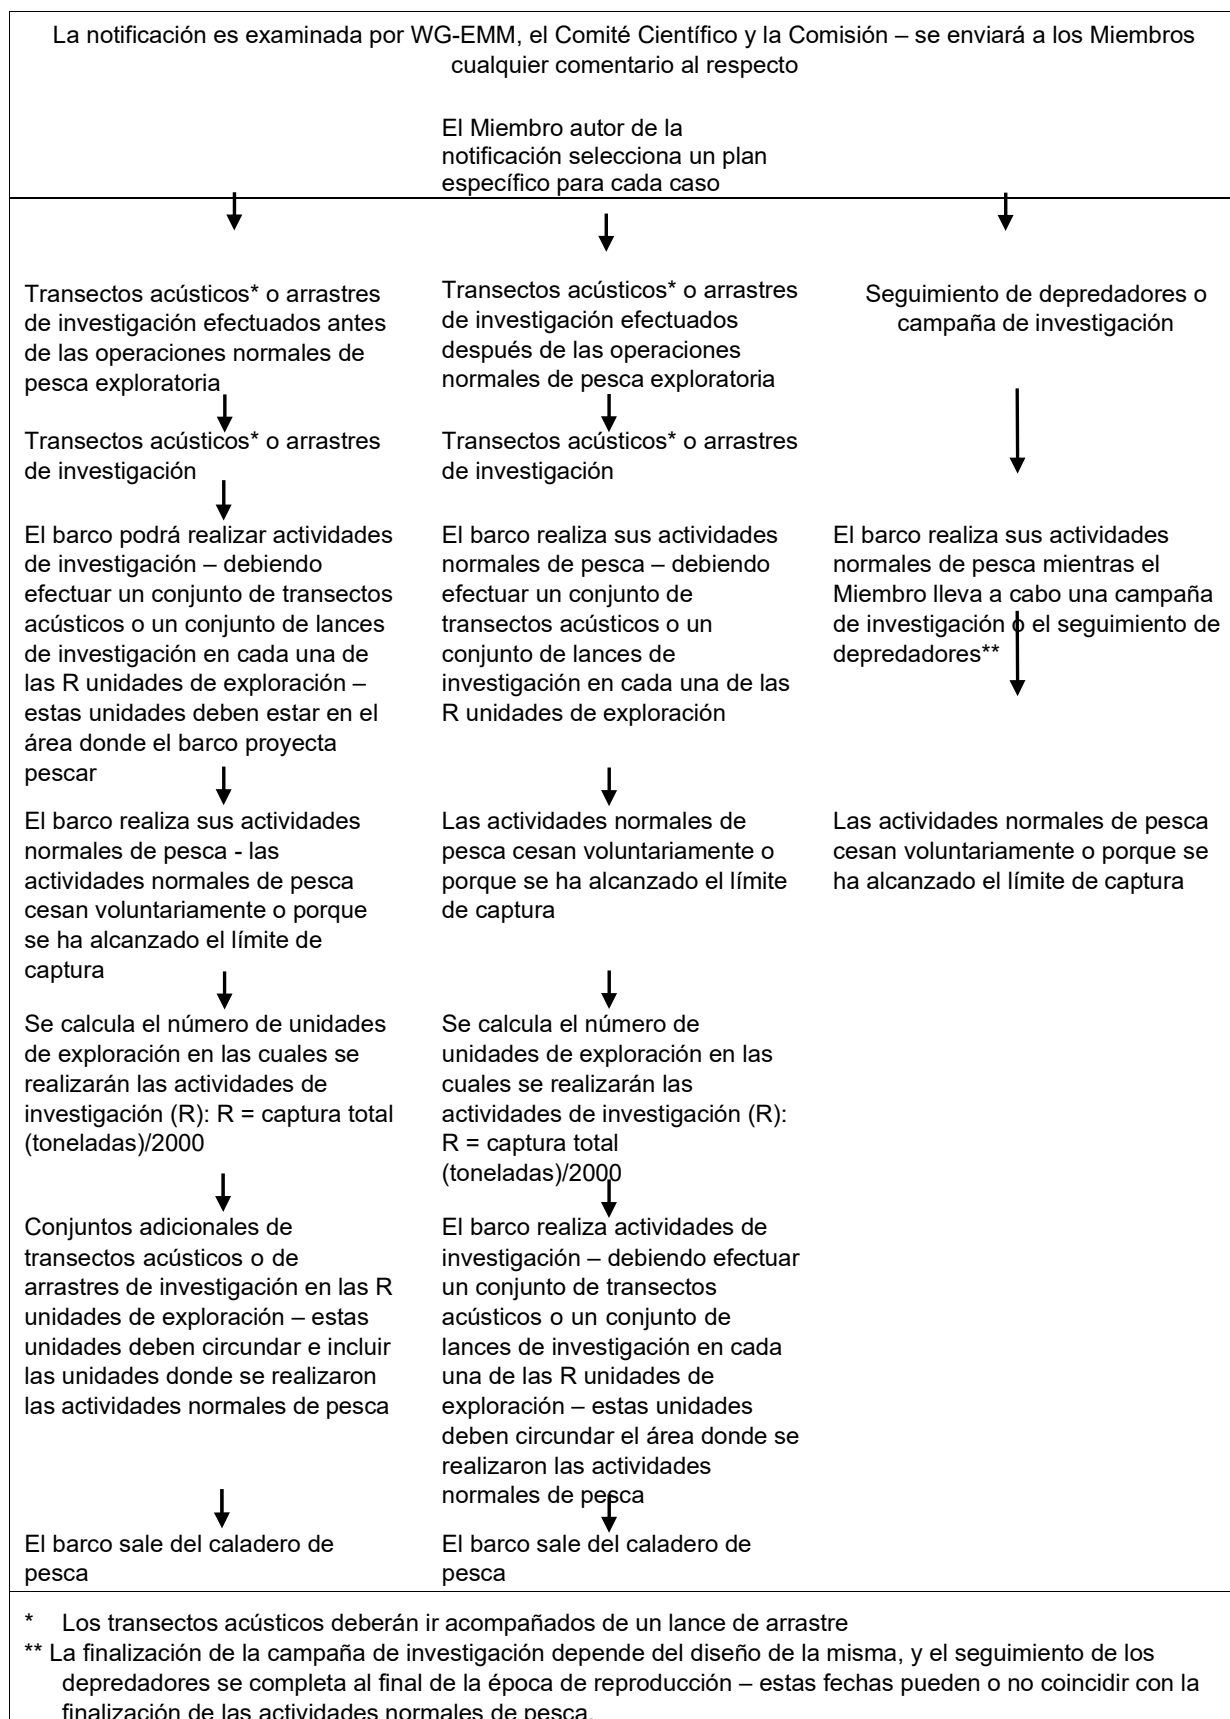 La notificación es examinada por WG-EMM, el Comité Científico y la Comisión – se enviará a los Miembros
cualquier comentario al respecto
El Miembro autor de la
notificación selecciona un plan
específico para cada caso
Transectos acústicos* o arrastres
de investigación efectuados antes
de las operaciones normales de
pesca exploratoria
Transectos acústicos* o arrastres
de investigación
El barco podrá realizar actividades
de investigación – debiendo
efectuar un conjunto de transectos
acústicos o un conjunto de lances
de investigación en cada una de
las R unidades de exploración –
estas unidades deben estar en el
área donde el barco proyecta
pescar
El barco realiza sus actividades
normales de pesca - las
actividades normales de pesca
cesan voluntariamente o porque
se ha alcanzado el límite de
captura
Se calcula el número de unidades
de exploración en las cuales se
realizarán las actividades de
investigación (R): R = captura total
(toneladas)/2000
Conjuntos adicionales de
transectos acústicos o de
arrastres de investigación en las R
unidades de exploración – estas
unidades deben circundar e incluir
las unidades donde se realizaron
las actividades normales de pesca
El barco sale del caladero de
pesca
Transectos acústicos* o arrastres
de investigación efectuados
después de las operaciones
normales de pesca exploratoria
Transectos acústicos* o arrastres
de investigación
El barco realiza sus actividades
normales de pesca – debiendo
efectuar un conjunto de
transectos acústicos o un
conjunto de lances de
investigación en cada una de las
R unidades de exploración
Las actividades normales de
pesca cesan voluntariamente o
porque se ha alcanzado el límite
de captura
Se calcula el número de
unidades de exploración en las
cuales se realizarán las
actividades de investigación (R):
R = captura total
(toneladas)/2000
El barco realiza actividades de
investigación – debiendo efectuar
un conjunto de transectos
acústicos o un conjunto de
lances de investigación en cada
una de las R unidades de
exploración – estas unidades
deben circundar el área donde se
realizaron las actividades
normales de pesca
El barco sale del caladero de
pesca
Seguimiento de depredadores o
campaña de investigación
El barco realiza sus actividades
normales de pesca mientras el
Miembro lleva a cabo una campaña
de investigación o el seguimiento de
depredadores**
Las actividades normales de pesca
cesan voluntariamente o porque se
ha alcanzado el límite de captura
* Los transectos acústicos deberán ir acompañados de un lance de arrastre
** La finalización de la campaña de investigación depende del diseño de la misma, y el seguimiento de los
depredadores se completa al final de la época de reproducción – estas fechas pueden o no coincidir con la
finalización de las actividades normales de pesca.